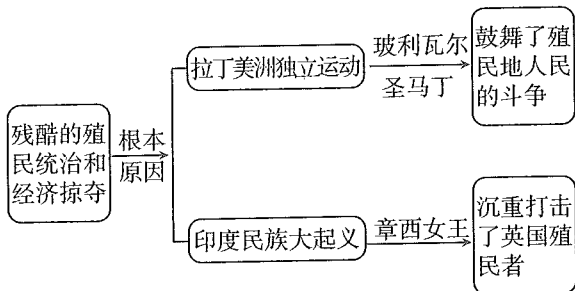 残酷的殖
民统治和
经济掠夺
根本
原因
拉丁美洲独立运动
玻利瓦尔
圣马丁
鼓舞了殖
民地人民
的斗争
印度民族大起义
章西女王
沉重打击
了英国殖
民者